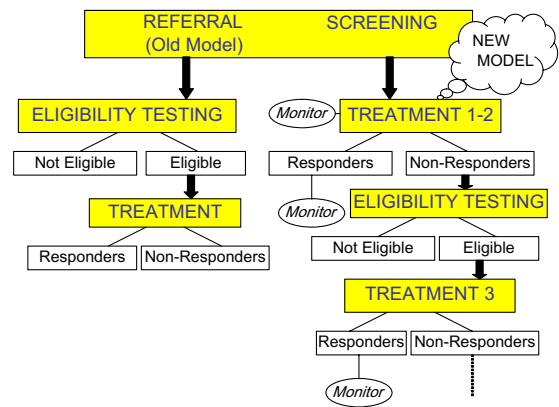 REFERRAL
(Old Model)
SCREENING
NEW
MODEL
ELIGIBILITY TESTING
Not Eligible
Eligible
TREATMENT
Responders
Non-Responders
Monitor
TREATMENT 1-2
Responders
Non-Responders
Monitor
ELIGIBILITY TESTING
Not Eligible
Eligible
TREATMENT 3
Responders
Non-Responders
Monitor